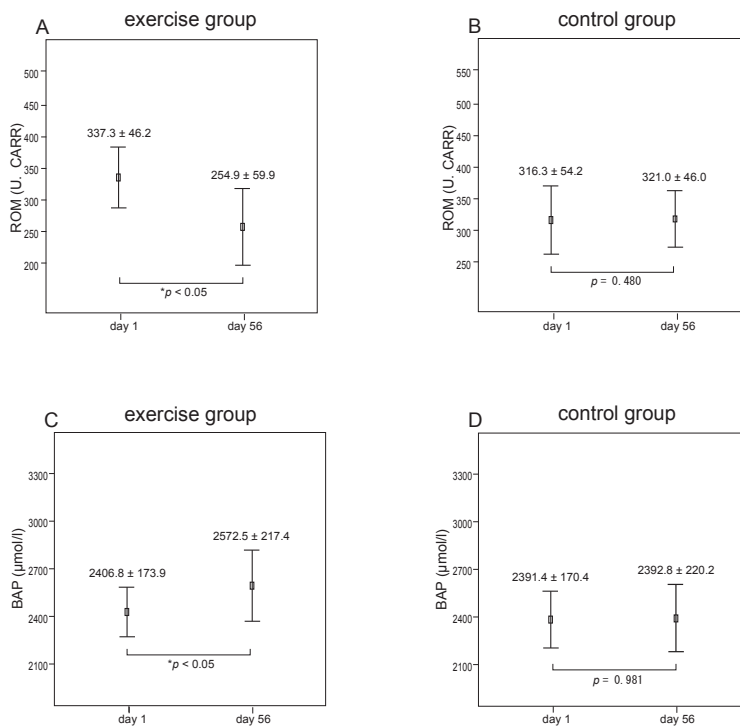 A
exercise group
ROM (U. CARR)
500
450
400
350
300
250
200
337.3 ± 46.2
254.9 ± 59.9
*p < 0.05
day 1
day 56
B
control group
ROM (U. CARR)
550
500
450
400
350
300
250
316.3 ± 54.2
321.0 ± 46.0
p = 0.480
day 1
day 56
C
exercise group
BAP (µmol/l)
3300
3000
2700
2400
2100
2406.8 ± 173.9
2572.5 ± 217.4
*p < 0.05
day 1
day 56
D
control group
BAP (µmol/l)
3300
3000
2700
2400
2100
2391.4 ± 170.4
2392.8 ± 220.2
p = 0.981
day 1
day 56